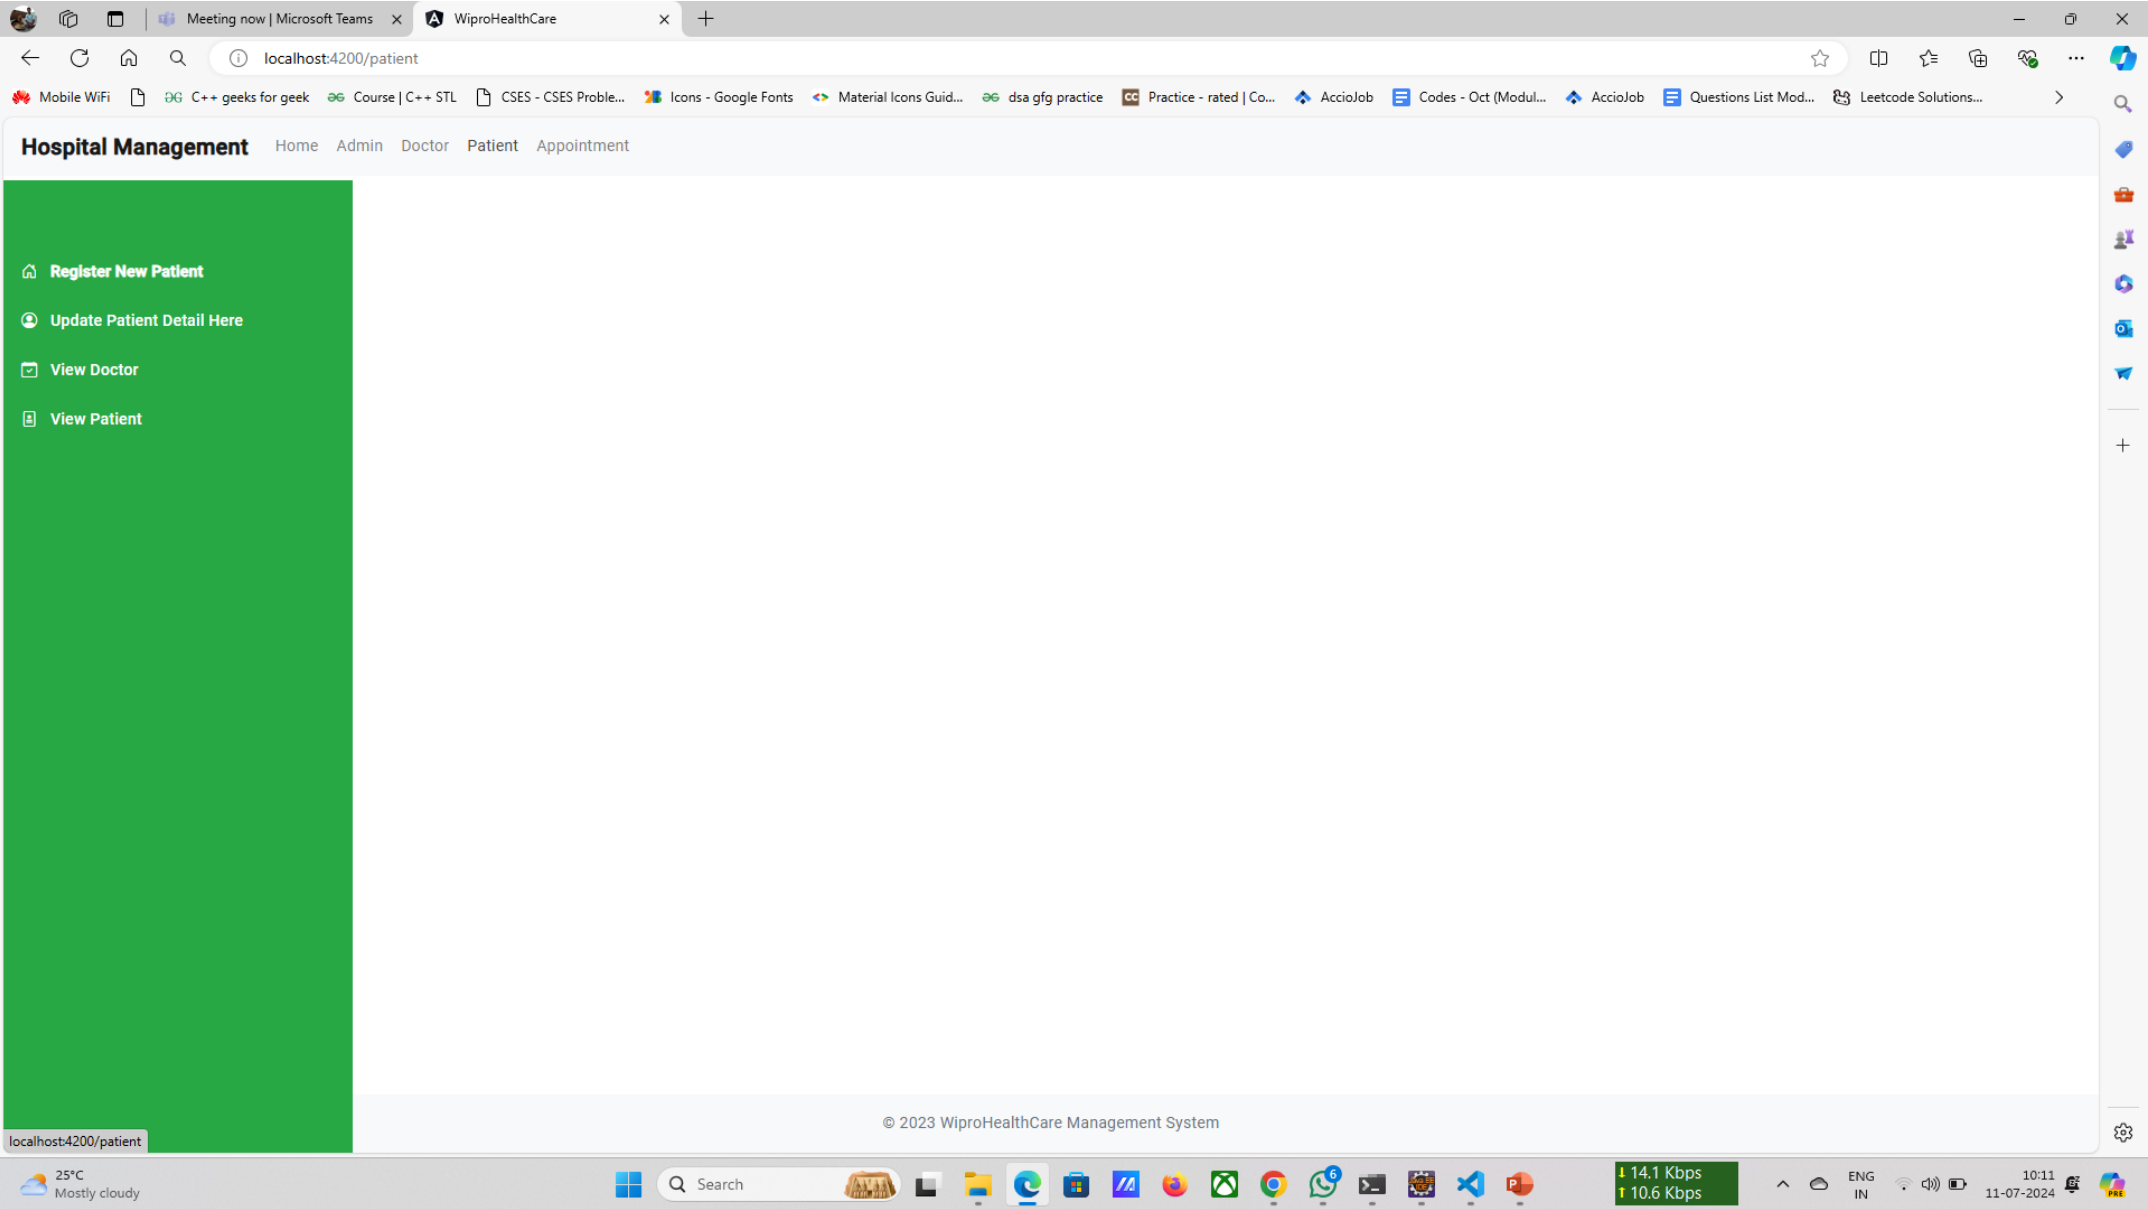 Meeting now | Microsoft Teams
WiproHealthCare
localhost:4200/patient
Mobile WiFi
C++ geeks for geek
Course | C++ STL
CSES - CSES Proble...
Icons - Google Fonts
Material Icons Guid...
dsa gfg practice
CC
Practice - rated | Co...
AccioJob
Codes - Oct (Modul...
AccioJob
Questions List Mod...
Leetcode Solutions...
Hospital Management
Home
Admin
Doctor
Patient
Appointment
Register New Patient
Update Patient Detail Here
View Doctor
View Patient
© 2023 WiproHealthCare Management System
localhost:4200/patient
25°C
Mostly cloudy
Search
6
14.1 Kbps
10.6 Kbps
ENG
IN
10:11
11-07-2024
PRE